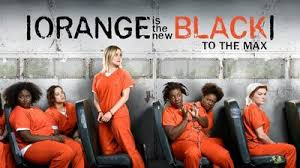 |ORANGE is the new BLACK|
TO THE MAX